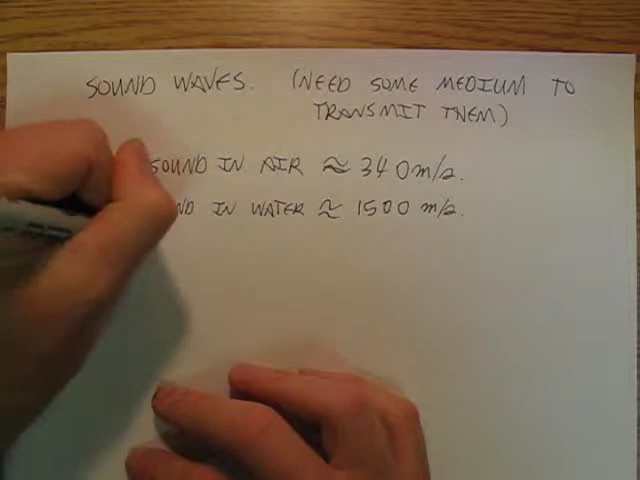 SOUND WAVES. (NEED SOME MEDIUM TO
TRANSMIT THEM)
SOUND IN AIR ≈ 340 m/s.
IN WATER ≈ 1500 m/s.